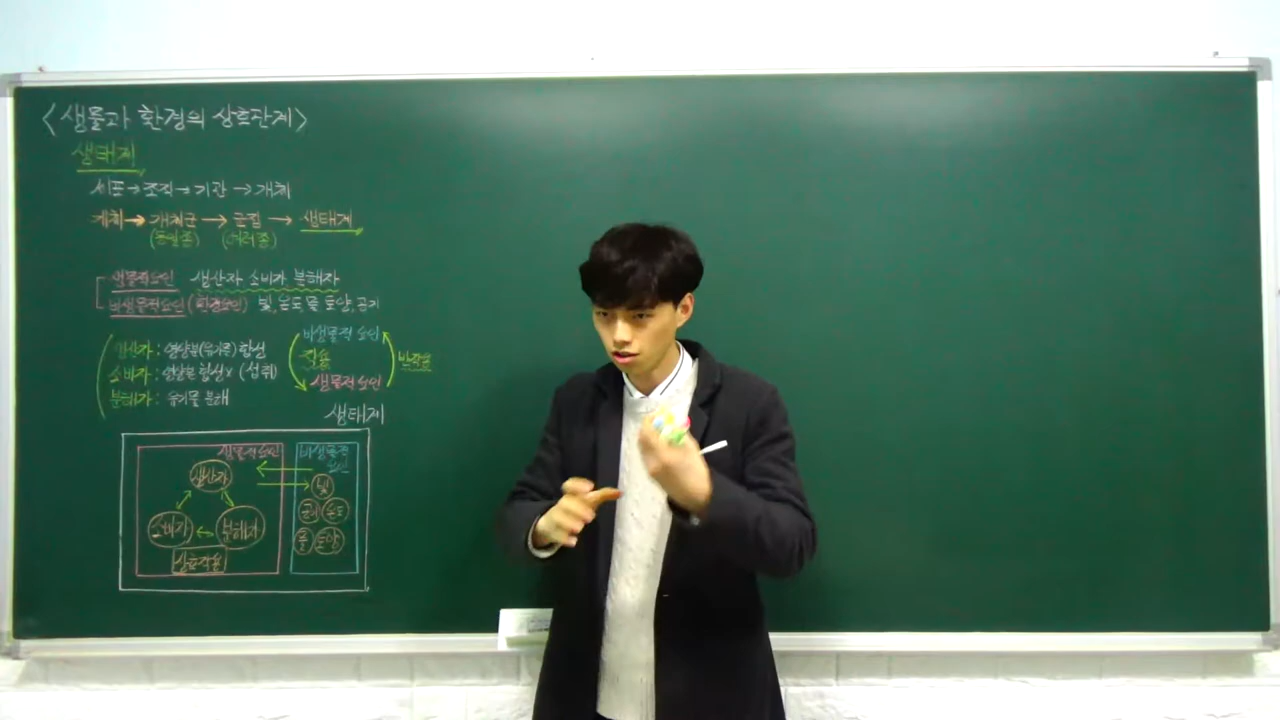 <생물과 환경의 상호관계>
생태계
세포→조직→기관→개체
개체→개체군→군집→생태계
(동일종) (여러종)
생물적요인 생산자 소비자 분해자
비생물적요인(환경요인) 빛, 온도, 물, 토양, 공기
생산자: 영양분(유기물)합성
소비자: 영양분 합성x (섭취)
분해자: 유기물 분해
비생물적 요인
작용
반작용
생물적 요인
생태계
생물적요인
비생물적
요인
생산자
빛
소비자
분해자
공기
온도
물
토양
상호작용